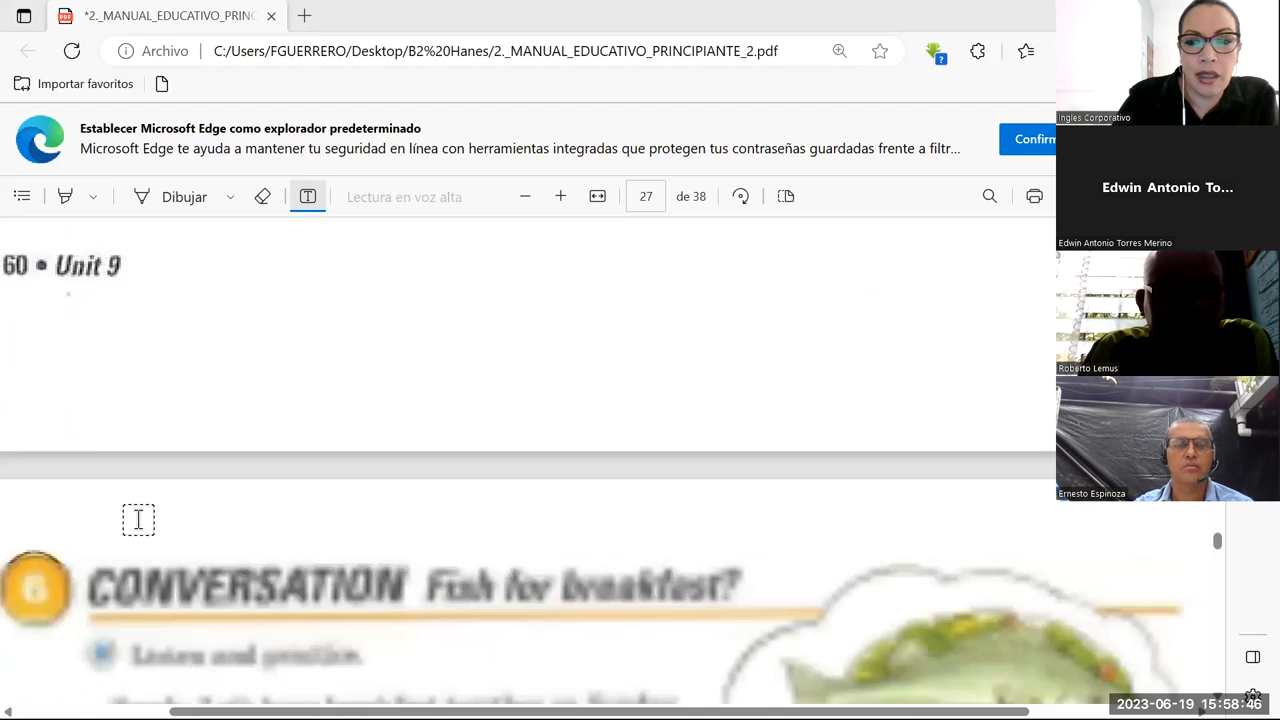 *2._MANUAL_EDUCATIVO_PRINC
Archivo
C:/Users/FGUERRERO/Desktop/B2%20Hanes/2._MANUAL_EDUCATIVO_PRINCIPIANTE_2.pdf
Importar favoritos
Establecer Microsoft Edge como explorador predeterminado
Microsoft Edge te ayuda a mantener tu seguridad en línea con herramientas integradas que protegen tus contraseñas guardadas frente a filtr...
Confirm
Dibujar
Lectura en voz alta
27
de 38
60 • Unit 9
CONVERSATION Fish for breakfast?
Listen and practice.
Ingles Corporativo
Edwin Antonio To...
Edwin Antonio Torres Merino
Roberto Lemus
Ernesto Espinoza
2023-06-19 15:58:46